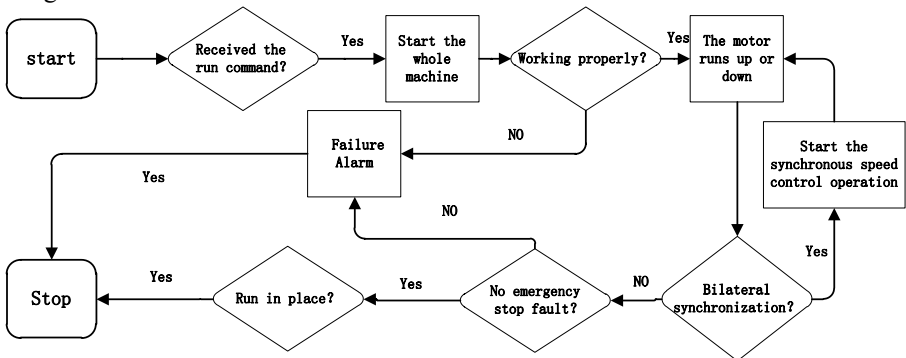 start
Received the
run command?
Yes
Start the
whole
machine
Working properly?
Yes
The motor
runs up or
down
NO
Failure
Alarm
Yes
Start the
synchronous speed
control operation
NO
Yes
Stop
Yes
Run in place?
Yes
No emergency
stop fault?
NO
Bilateral
synchronization?